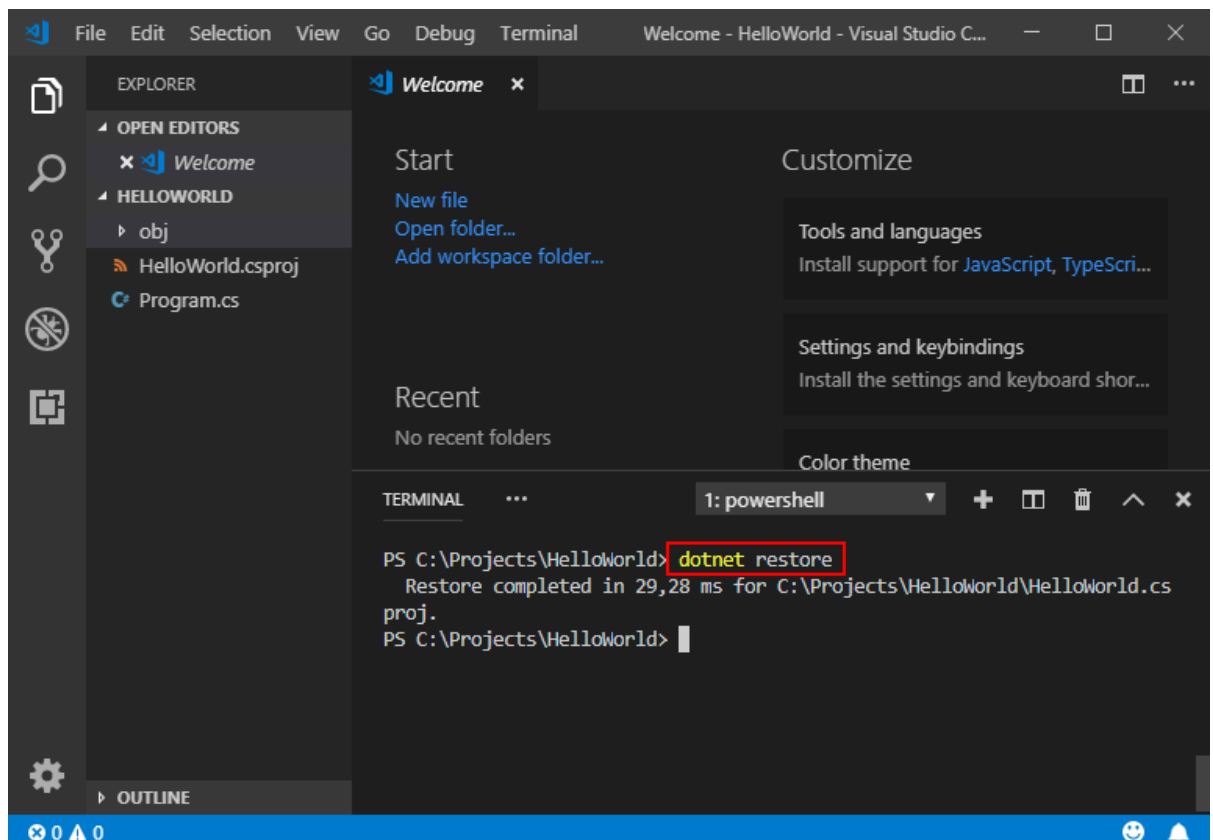 File Edit Selection View Go Debug Terminal Welcome - HelloWorld - Visual Studio C...
EXPLORER
OPEN EDITORS
Welcome
HELLOWORLD
obj
HelloWorld.csproj
Program.cs
OUTLINE
Welcome
Start
New file
Open folder...
Add workspace folder...
Recent
No recent folders
Customize
Tools and languages
Install support for JavaScript, TypeScri...
Settings and keybindings
Install the settings and keyboard shor...
Color theme
TERMINAL ... 1: powershell
PS C:\Projects\HelloWorld> dotnet restore
Restore completed in 29,28 ms for C:\Projects\HelloWorld\HelloWorld.cs
proj.
PS C:\Projects\HelloWorld>
0 0